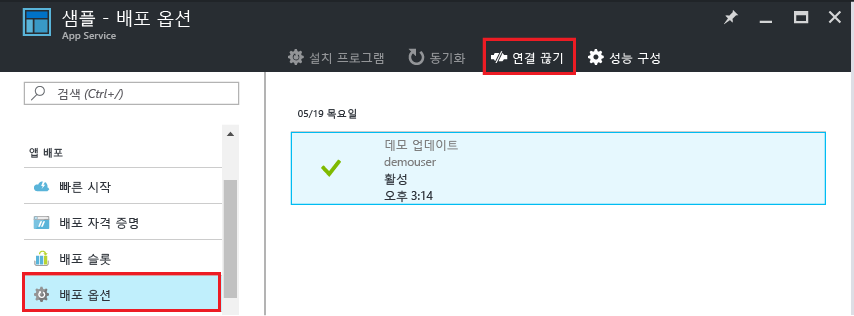 샘플 - 배포 옵션
App Service
설치 프로그램 동기화 연결 끊기 성능 구성
검색 (Ctrl+/)
앱 배포
빠른 시작
배포 자격 증명
배포 슬롯
배포 옵션
05/19 목요일
데모 업데이트
demouser
활성
오후 3:14